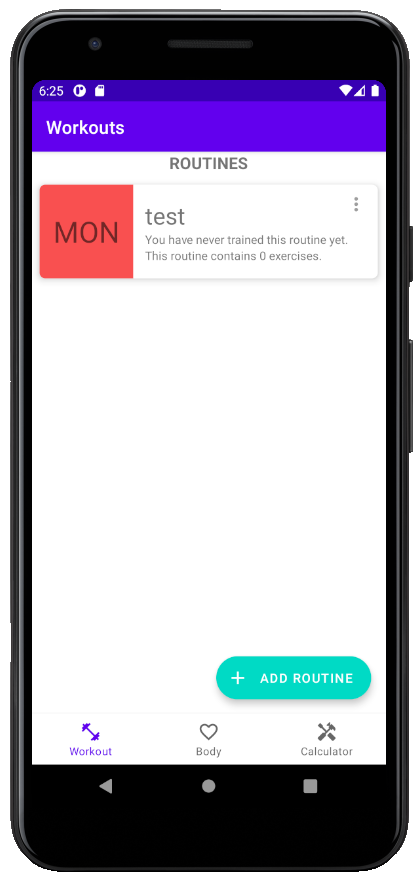 6:25
Workouts
ROUTINES
MON
test
You have never trained this routine yet.
This routine contains 0 exercises.
ADD ROUTINE
Workout
Body
Calculator